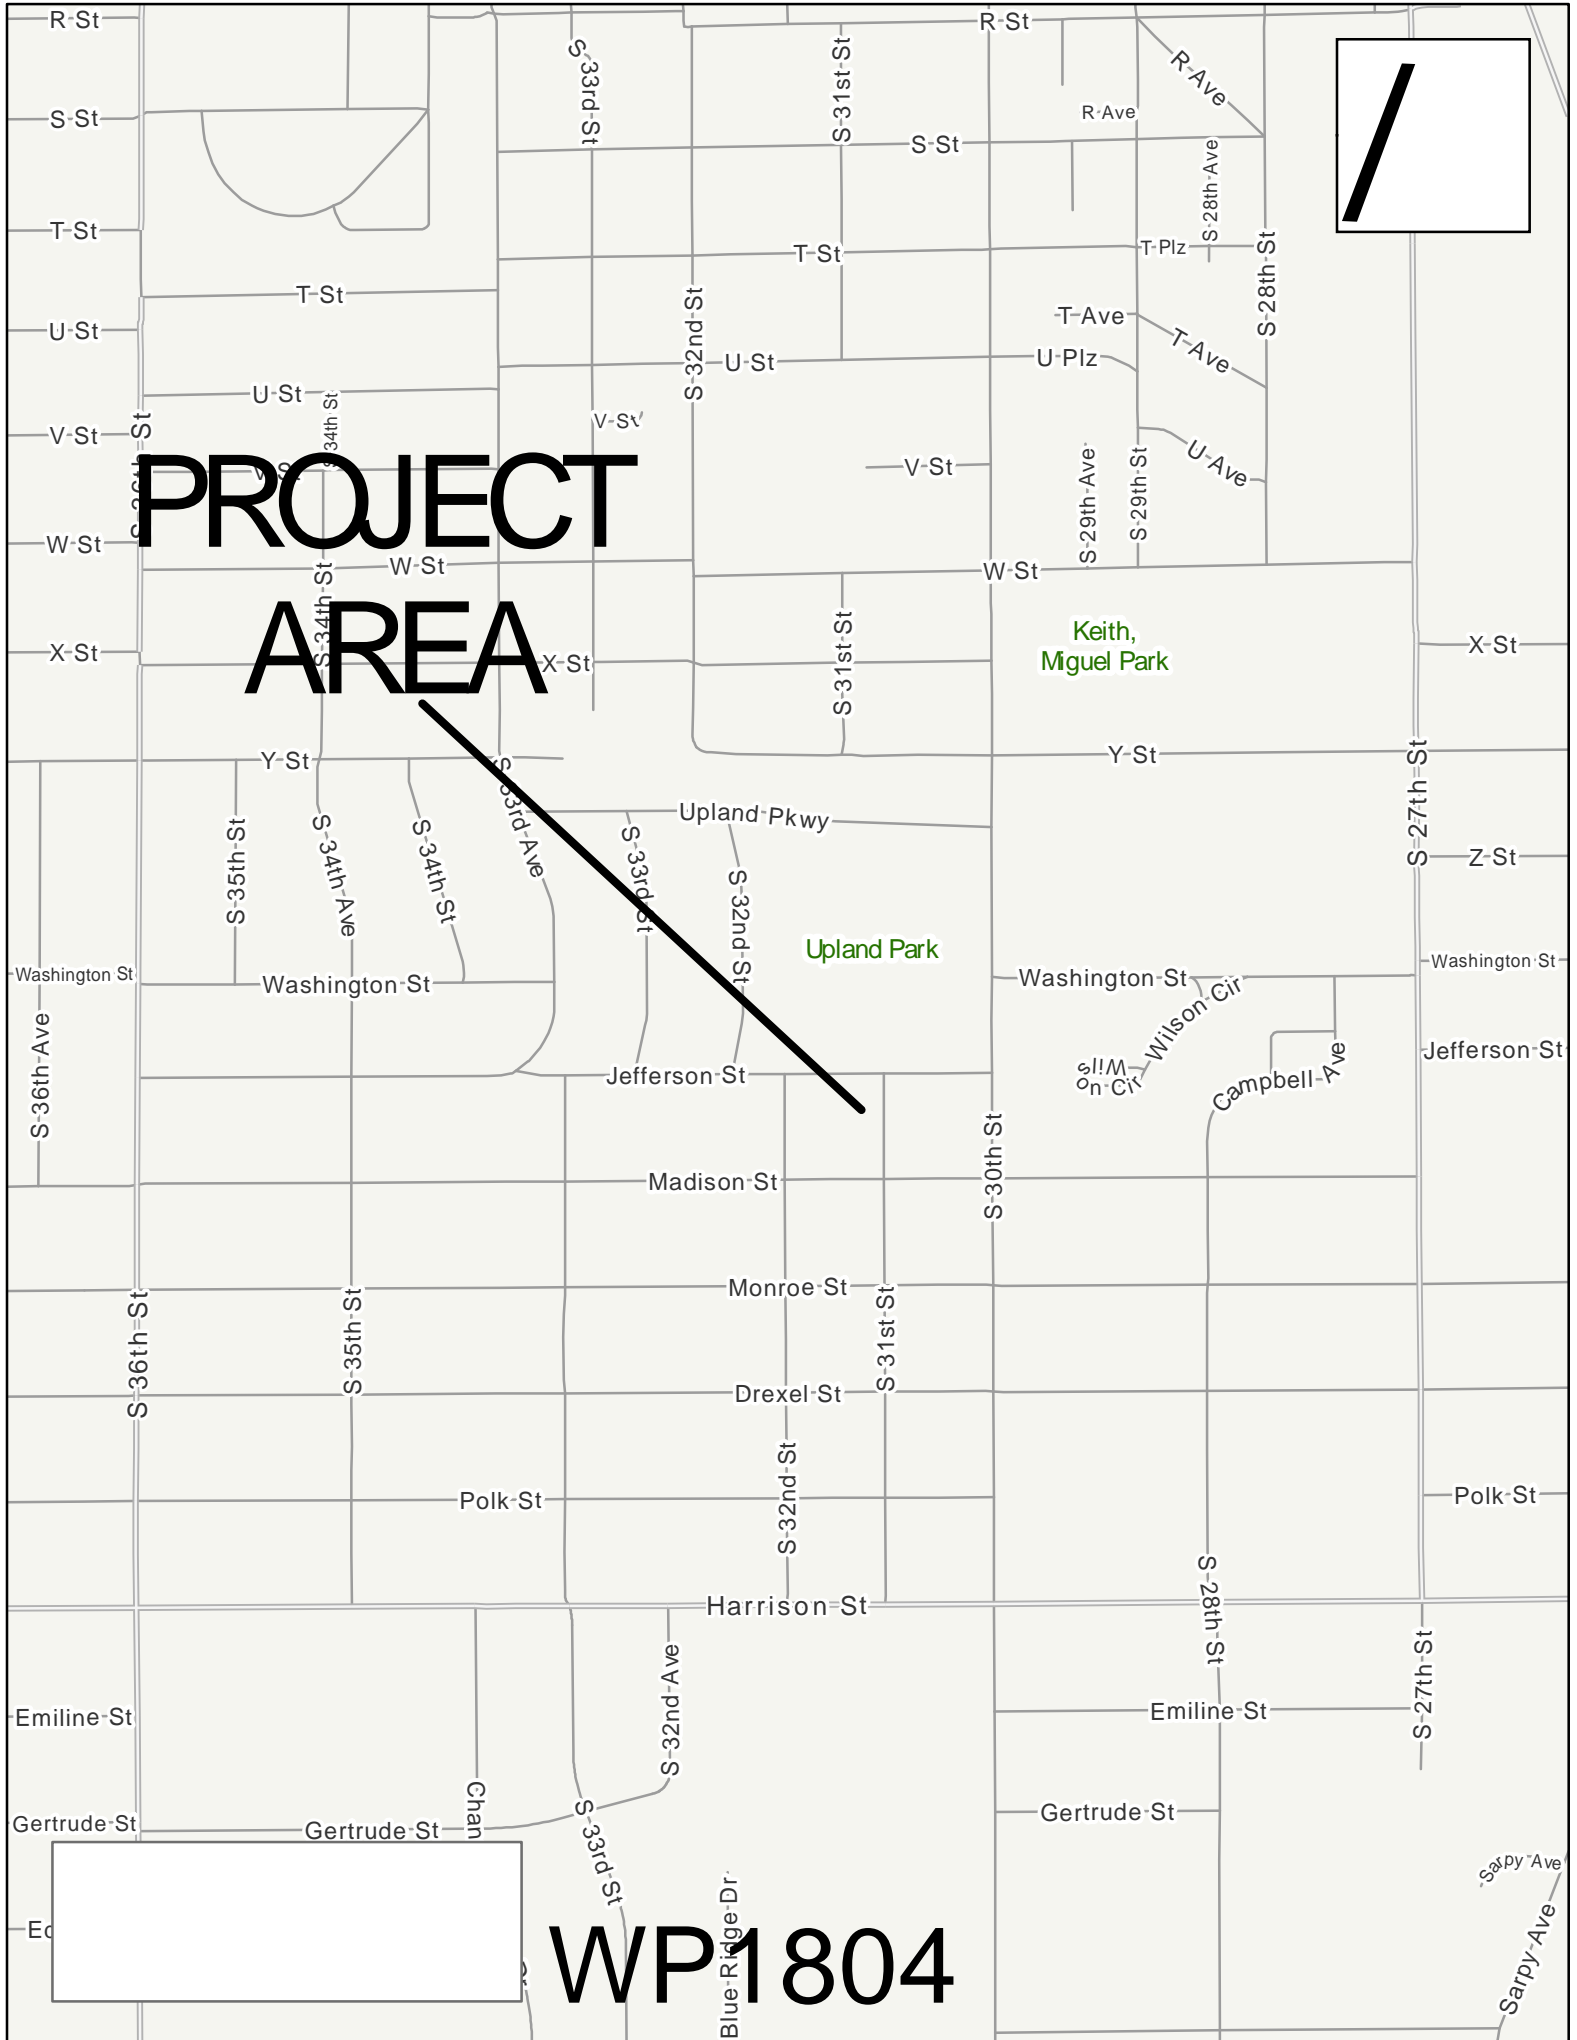 R St
S 33rd St
S 31st St
R St
R Ave
R Ave
S St
S St
S 28th Ave
T St
T St
T Plz
S 28th St
T St
S 32nd St
T Ave
T Ave
U St
U St
U Plz
U St
S 34th St
V St
V St
S 36th St
V St
U Ave
V St
S 29th Ave
S 29th St
PROJECT
AREA
W St
W St
W St
S 34th St
X St
X St
S 31st St
Keith,
Miguel Park
X St
Y St
Y St
S 27th St
S 33rd Ave
Upland Pkwy
S 35th St
S 34th Ave
S 34th St
S 33rd St
S 32nd St
Z St
Upland Park
Washington St
Washington St
Washington St
Washington St
Wilson Cir
Wils
on Cir
Campbell Ave
Jefferson St
Jefferson St
S 36th Ave
Madison St
S 30th St
Monroe St
S 36th St
S 35th St
S 31st St
Drexel St
S 32nd St
Polk St
Polk St
Harrison St
S 28th St
S 32nd Ave
S 27th St
Emiline St
Emiline St
Chan
Gertrude St
Gertrude St
Gertrude St
S 33rd St
Sarpy Ave
Sarpy Ave
Blue Ridge Dr
WP1804